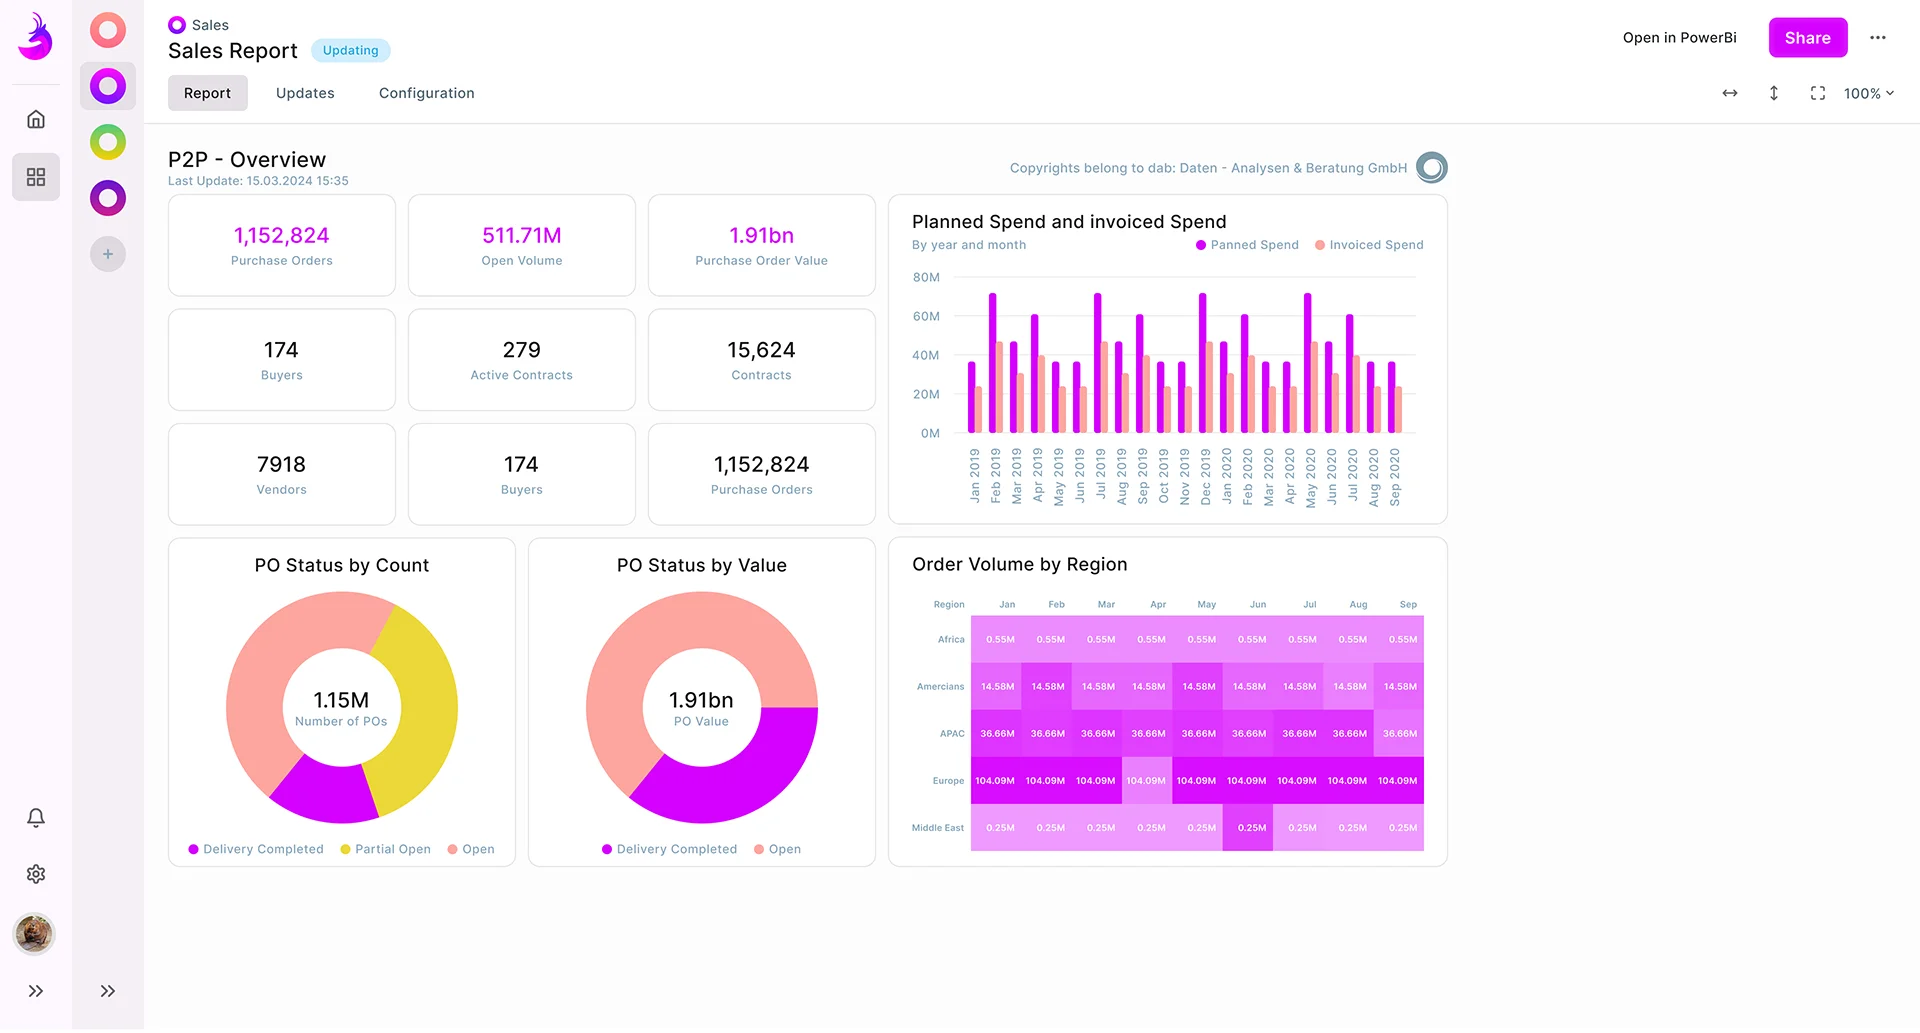 Sales
Sales Report Updating
Open in PowerBi Share
Report Updates Configuration
100%
P2P - Overview
Last Update: 15.03.2024 15:35
Copyrights belong to dab: Daten - Analysen & Beratung GmbH
1,152,824
Purchase Orders
511.71M
Open Volume
1.91bn
Purchase Order Value
174
Buyers
279
Active Contracts
15,624
Contracts
7918
Vendors
174
Buyers
1,152,824
Purchase Orders
Planned Spend and invoiced Spend
By year and month
Panned Spend Invoiced Spend
80M
60M
40M
20M
0M
Jan 2019
Feb 2019
Mar 2019
Apr 2019
May 2019
Jun 2019
Jul 2019
Aug 2019
Sep 2019
Oct 2019
Nov 2019
Dec 2019
Jan 2020
Feb 2020
Mar 2020
Apr 2020
May 2020
Jun 2020
Jul 2020
Aug 2020
Sep 2020
PO Status by Count
1.15M
Number of POs
Delivery Completed Partial Open Open
PO Status by Value
1.91bn
PO Value
Delivery Completed Open
Order Volume by Region
Region Jan Feb Mar Apr May Jun Jul Aug Sep
Africa 0.55M 0.55M 0.55M 0.55M 0.55M 0.55M 0.55M 0.55M 0.55M
Amercians 14.58M 14.58M 14.58M 14.58M 14.58M 14.58M 14.58M 14.58M 14.58M
APAC 36.66M 36.66M 36.66M 36.66M 36.66M 36.66M 36.66M 36.66M 36.66M
Europe 104.09M 104.09M 104.09M 104.09M 104.09M 104.09M 104.09M 104.09M 104.09M
Middle East 0.25M 0.25M 0.25M 0.25M 0.25M 0.25M 0.25M 0.25M 0.25M